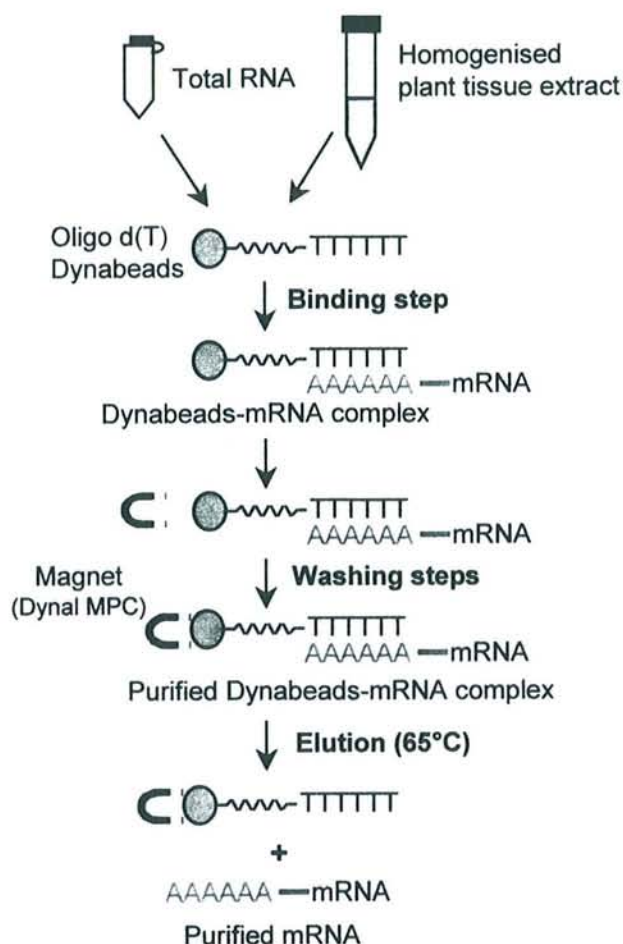 Total RNA
Homogenised
plant tissue extract
Oligo d(T)
Dynabeads
TTTTTT
Binding step
TTTTTT
AAAAAA mRNA
Dynabeads-mRNA complex
TTTTTT
AAAAAA mRNA
Magnet
(Dynal MPC)
Washing steps
TTTTTT
AAAAAA mRNA
Purified Dynabeads-mRNA complex
Elution (65°C)
TTTTTT
+
AAAAAA mRNA
Purified mRNA